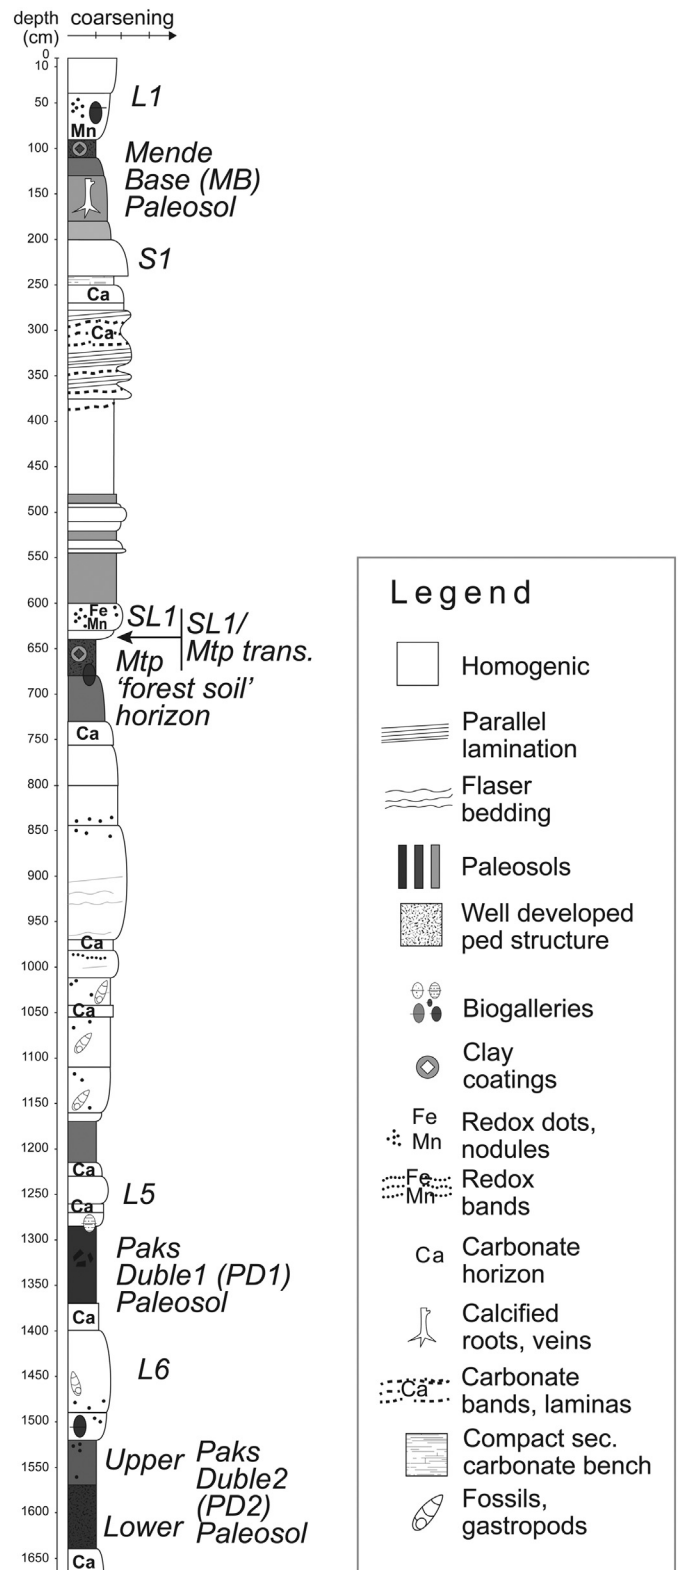 depth coarsening
(cm)
0
10
50
L1
Mn
100
Mende
Base (MB)
Paleosol
150
200
S1
250
Ca
300
Ca
350
400
450
500
550
600
Fe
Mn
SL1
SL1/
Mtp trans.
650
Mtp
‘forest soil’
horizon
700
Ca
750
800
850
900
950
Ca
1000
1050
Ca
1100
1150
1200
Ca
1250
L5
Ca
1300
Paks
Duble1 (PD1)
Paleosol
1350
Ca
1400
L6
1450
1500
1550
Upper
Paks
Duble2
(PD2)
Paleosol
1600
Lower
1650
Ca
Legend
Homogenic
Parallel
lamination
Flaser
bedding
Paleosols
Well developed
ped structure
Biogalleries
Clay
coatings
Fe
Mn
Redox dots,
nodules
Fe
Mn
Redox
bands
Ca
Carbonate
horizon
Calcified
roots, veins
Ca
Carbonate
bands, laminas
Compact sec.
carbonate bench
Fossils,
gastropods